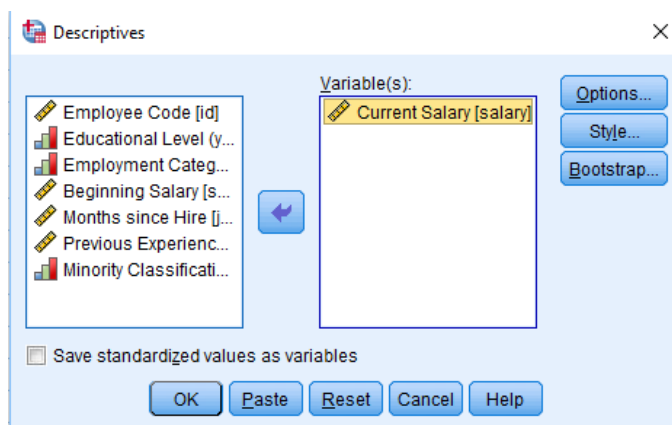 Descriptives
Variable(s):
Employee Code [id]
Educational Level (y...
Employment Categ...
Beginning Salary [s...
Months since Hire [j...
Previous Experienc...
Minority Classificati...
Current Salary [salary]
Options...
Style...
Bootstrap...
Save standardized values as variables
OK Paste Reset Cancel Help